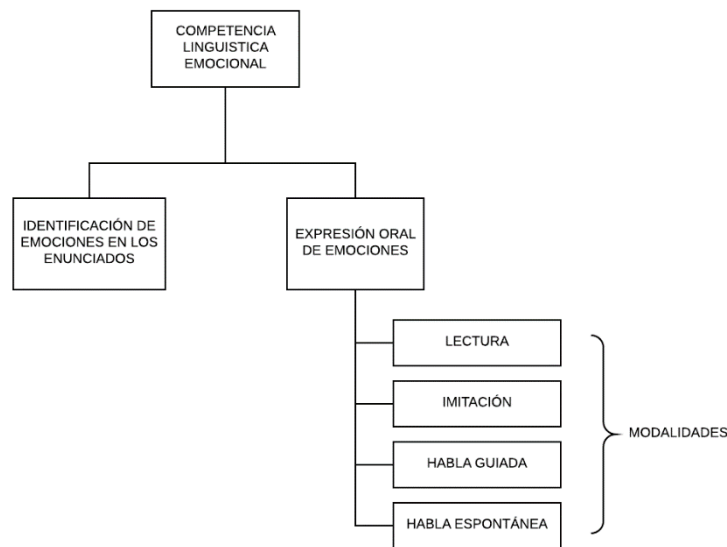 COMPETENCIA
LINGUISTICA
EMOCIONAL
IDENTIFICACIÓN DE
EMOCIONES EN LOS
ENUNCIADOS
EXPRESIÓN ORAL
DE EMOCIONES
LECTURA
IMITACIÓN
HABLA GUIADA
HABLA ESPONTÁNEA
MODALIDADES